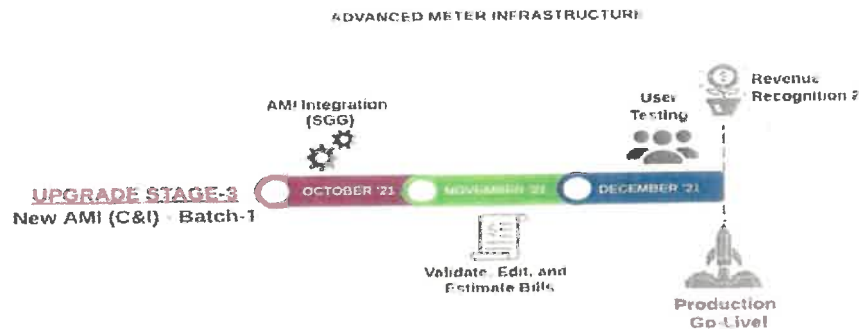 ADVANCED METER INFRASTRUCTURE
Revenue
Recognition 2
User
Testing
AMI Integration
(SGG)
UPGRADE STAGE-3
OCTOBER '21
NOVEMBER '21
DECEMBER '21
New AMI (C&I) - Batch-1
Validate, Edit, and
Estimate Bills
Production
Go-Live!